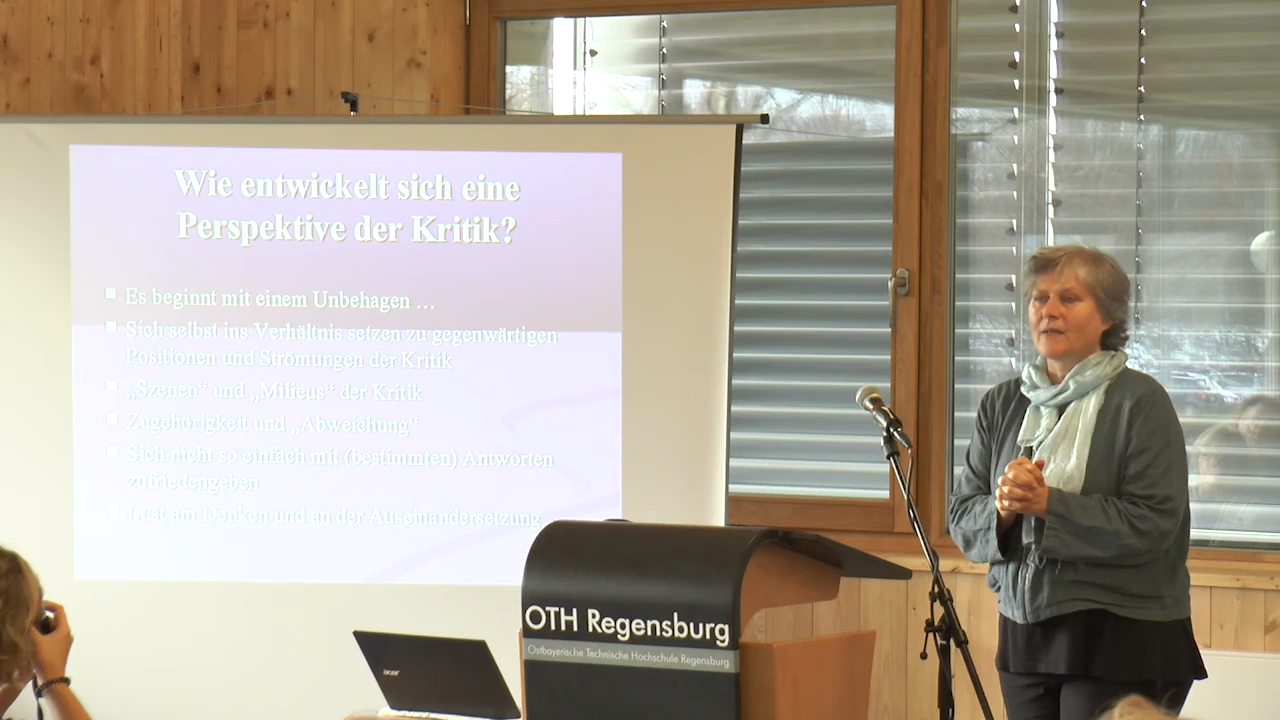 Wie entwickelt sich eine
Perspektive der Kritik?
Es beginnt mit einem Unbehagen …
Sich selbst ins Verhältnis setzen zu gegenwärtigen
Positionen und Strömungen der Kritik
„Szenen“ und „Milieus“ der Kritik
Zugehörigkeit und „Abweichung“
Sich nicht so einfach mit (bestimmten) Antworten
zufriedengeben
Lust am Denken und an der Auseinandersetzung
OTH Regensburg
Ostbayerische Technische Hochschule Regensburg
acer